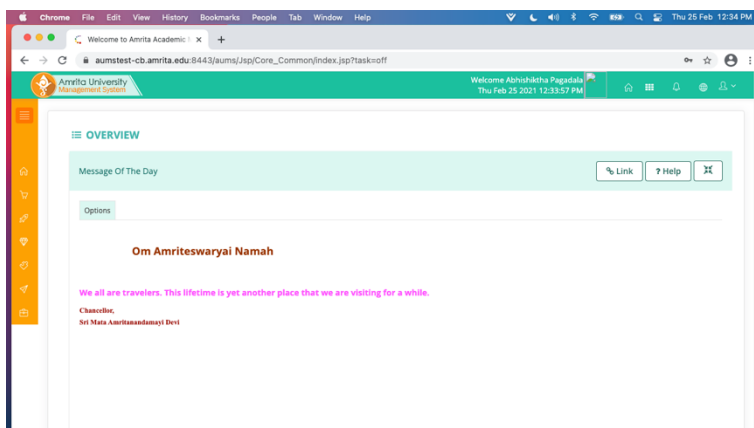 Chrome File Edit View History Bookmarks People Tab Window Help Thu 25 Feb 12:34 PM
Welcome to Amrita Academic
aumstest-cb.amrita.edu:8443/aums/Jsp/Core_Common/index.jsp?task=off
Amrita University
Management System
Welcome Abhishiktha Pagadala
Thu Feb 25 2021 12:33:57 PM
OVERVIEW
Message Of The Day
Link
? Help
Options
Om Amriteswaryai Namah
We all are travelers. This lifetime is yet another place that we are visiting for a while.
Chancellor,
Sri Mata Amritanandamayi Devi